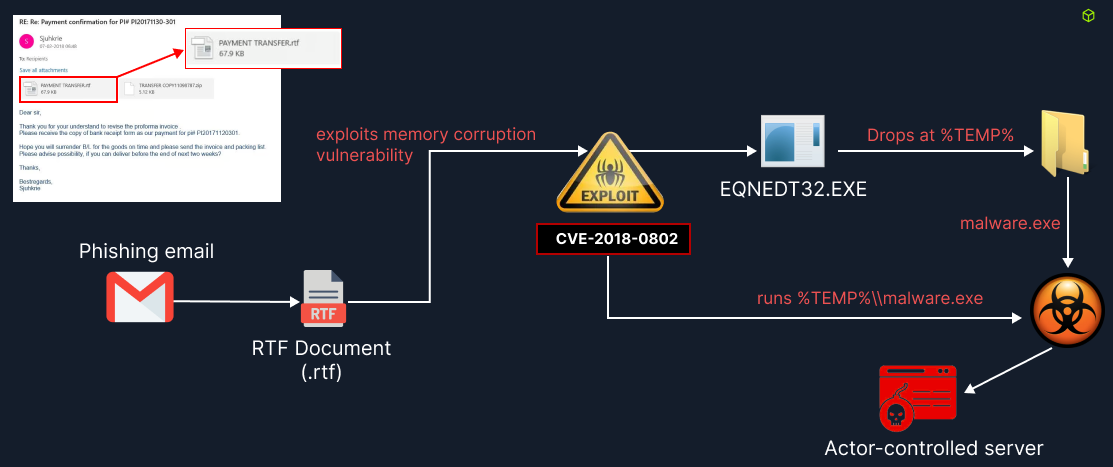 RE: Re: Payment confirmation for PI# PI20171130-301
S
Sjuhkrie
07-02-2018 06:46
To: Recipients
Save all attachments
PAYMENT TRANSFER.rtf
67.9 KB
TRANSFER COPY11098787.zip
5.12 KB
Dear sir,
Thank you for your understand to revise the proforma invoice
Please receive the copy of bank receipt form as our payment for pi# PI20171120301.
Hope you will surrender B/L for the goods on time and please send the invoice and packing list
Please advise possibility, if you can deliver before the end of next two weeks?
Thanks,
Bestregards,
Sjuhkrie
PAYMENT TRANSFER.rtf
67.9 KB
exploits memory corruption
vulnerability
EXPLOIT
CVE-2018-0802
EQNEDT32.EXE
Drops at %TEMP%
malware.exe
Phishing email
RTF
RTF Document
(.rtf)
runs %TEMP%\\malware.exe
Actor-controlled server